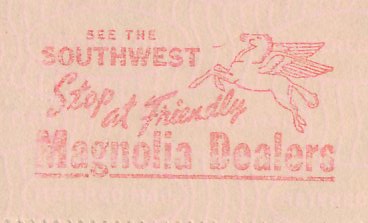 SEE THE
SOUTHWEST
Stop at Friendly
Magnolia Dealers